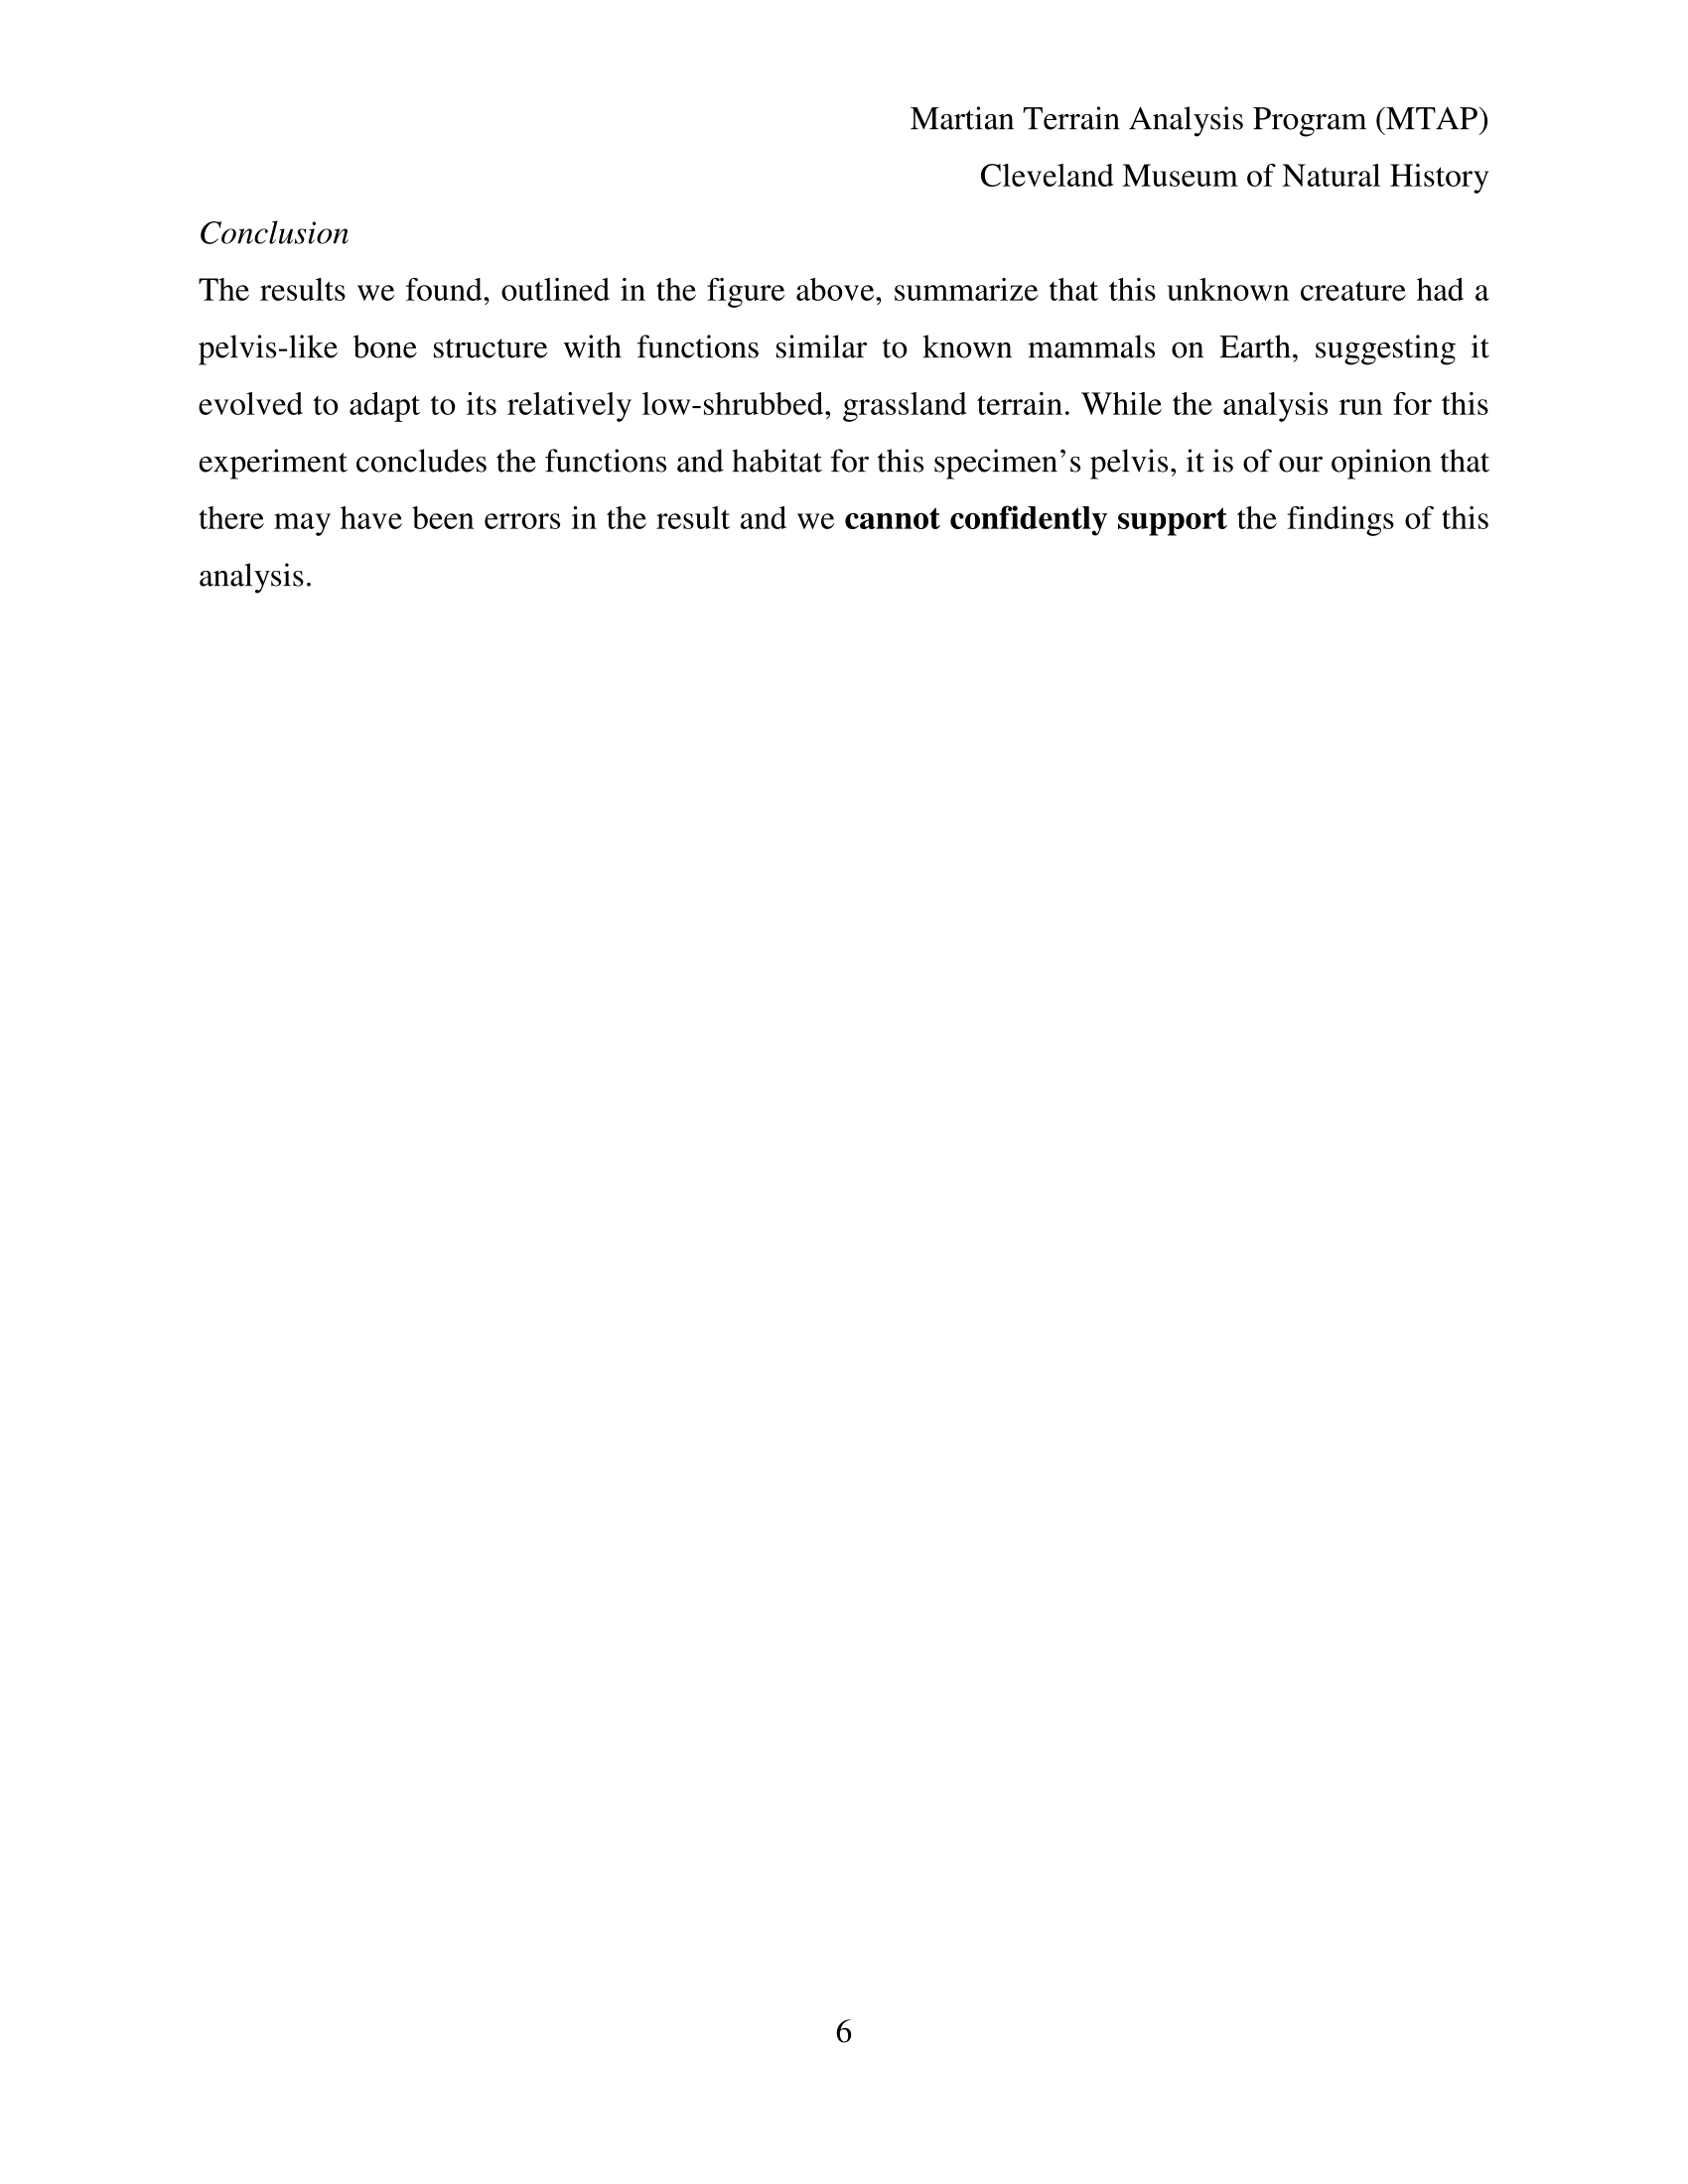 Martian Terrain Analysis Program (MTAP)
Cleveland Museum of Natural History
Conclusion
The results we found, outlined in the figure above, summarize that this unknown creature had a
pelvis-like bone structure with functions similar to known mammals on Earth, suggesting it
evolved to adapt to its relatively low-shrubbed, grassland terrain. While the analysis run for this
experiment concludes the functions and habitat for this specimen’s pelvis, it is of our opinion that
there may have been errors in the result and we cannot confidently support the findings of this
analysis.
6